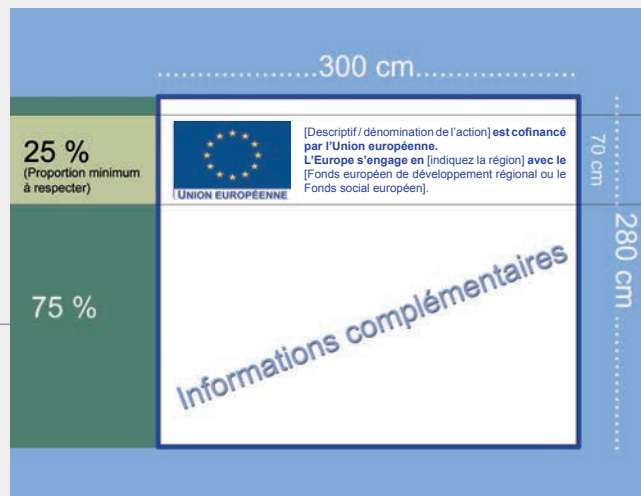 300 cm
25 %
(Proportion minimum
à respecter)
UNION EUROPÉENNE
[Descriptif / dénomination de l'action] est cofinancé
par l'Union européenne.
L'Europe s'engage en [indiquez la région] avec le
[Fonds européen de développement régional ou le
Fonds social européen].
70 cm
280 cm
75 %
Informations complémentaires